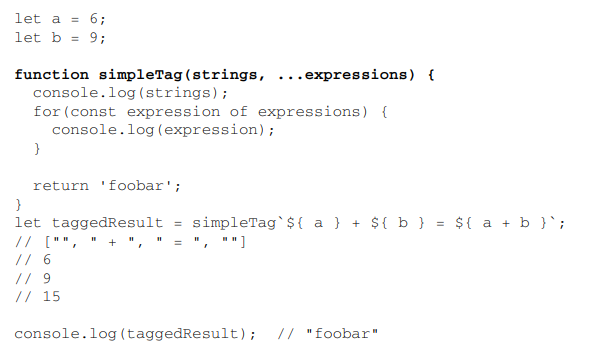 let a = 6;
let b = 9;
function simpleTag(strings, ...expressions) {
console.log(strings);
for(const expression of expressions) {
console.log(expression);
}
return 'foobar';
}
let taggedResult = simpleTag`${ a } + ${ b } = ${ a + b }`;
// ["", " + ", " = ", ""]
// 6
// 9
// 15
console.log(taggedResult);  // "foobar"